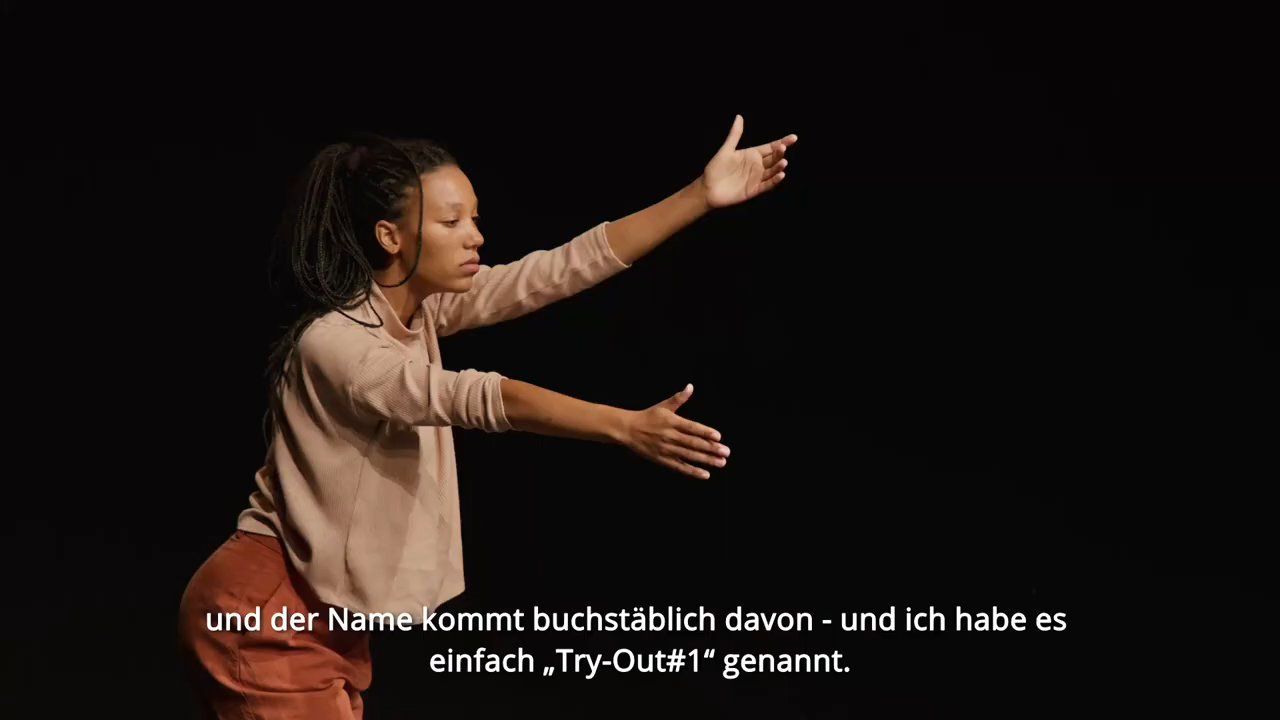 und der Name kommt buchstäblich davon - und ich habe es
einfach „Try-Out#1“ genannt.